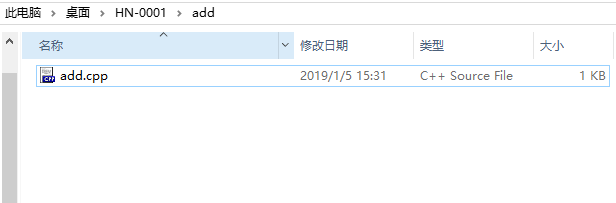 此电脑 > 桌面 > HN-0001 > add
名称 修改日期 类型 大小
add.cpp 2019/1/5 15:31 C++ Source File 1 KB